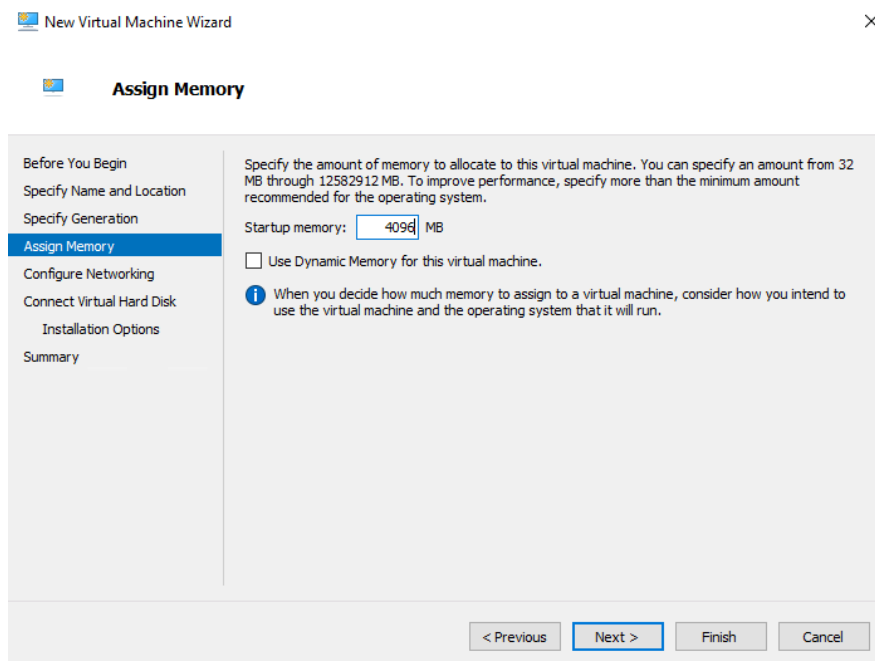 New Virtual Machine Wizard
Assign Memory
Before You Begin
Specify Name and Location
Specify Generation
Assign Memory
Configure Networking
Connect Virtual Hard Disk
Installation Options
Summary
Specify the amount of memory to allocate to this virtual machine. You can specify an amount from 32
MB through 12582912 MB. To improve performance, specify more than the minimum amount
recommended for the operating system.
Startup memory: 4096 MB
Use Dynamic Memory for this virtual machine.
When you decide how much memory to assign to a virtual machine, consider how you intend to
use the virtual machine and the operating system that it will run.
< Previous Next > Finish Cancel